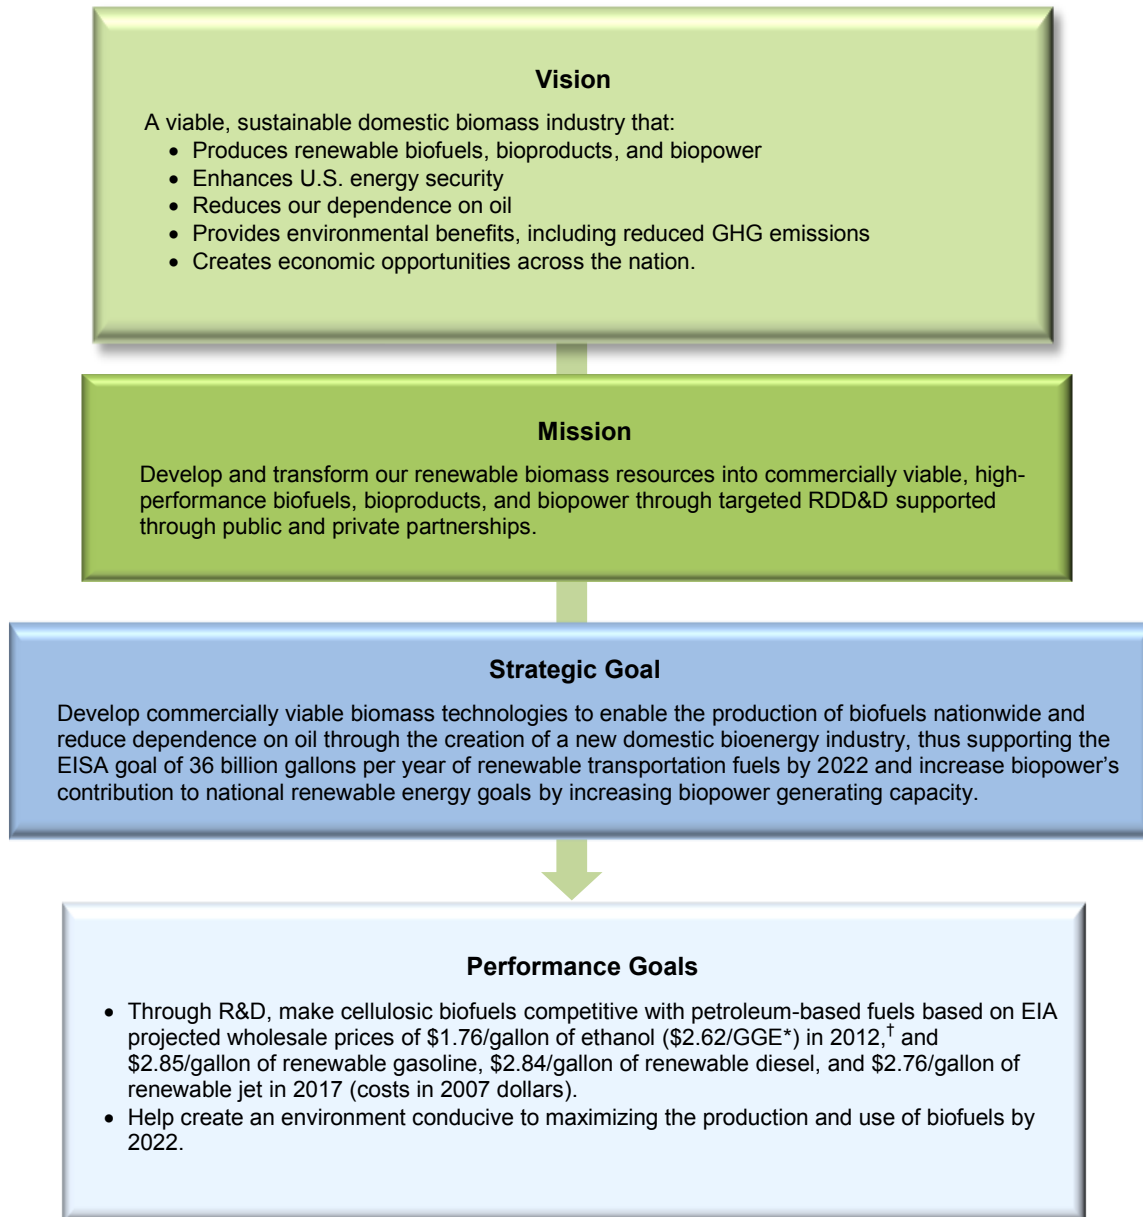 Vision
A viable, sustainable domestic biomass industry that:
• Produces renewable biofuels, bioproducts, and biopower
• Enhances U.S. energy security
• Reduces our dependence on oil
• Provides environmental benefits, including reduced GHG emissions
• Creates economic opportunities across the nation.
Mission
Develop and transform our renewable biomass resources into commercially viable, high-
performance biofuels, bioproducts, and biopower through targeted RDD&D supported
through public and private partnerships.
Strategic Goal
Develop commercially viable biomass technologies to enable the production of biofuels nationwide and
reduce dependence on oil through the creation of a new domestic bioenergy industry, thus supporting the
EISA goal of 36 billion gallons per year of renewable transportation fuels by 2022 and increase biopower’s
contribution to national renewable energy goals by increasing biopower generating capacity.
Performance Goals
• Through R&D, make cellulosic biofuels competitive with petroleum-based fuels based on EIA
projected wholesale prices of $1.76/gallon of ethanol ($2.62/GGE*) in 2012,† and
$2.85/gallon of renewable gasoline, $2.84/gallon of renewable diesel, and $2.76/gallon of
renewable jet in 2017 (costs in 2007 dollars).
• Help create an environment conducive to maximizing the production and use of biofuels by
2022.